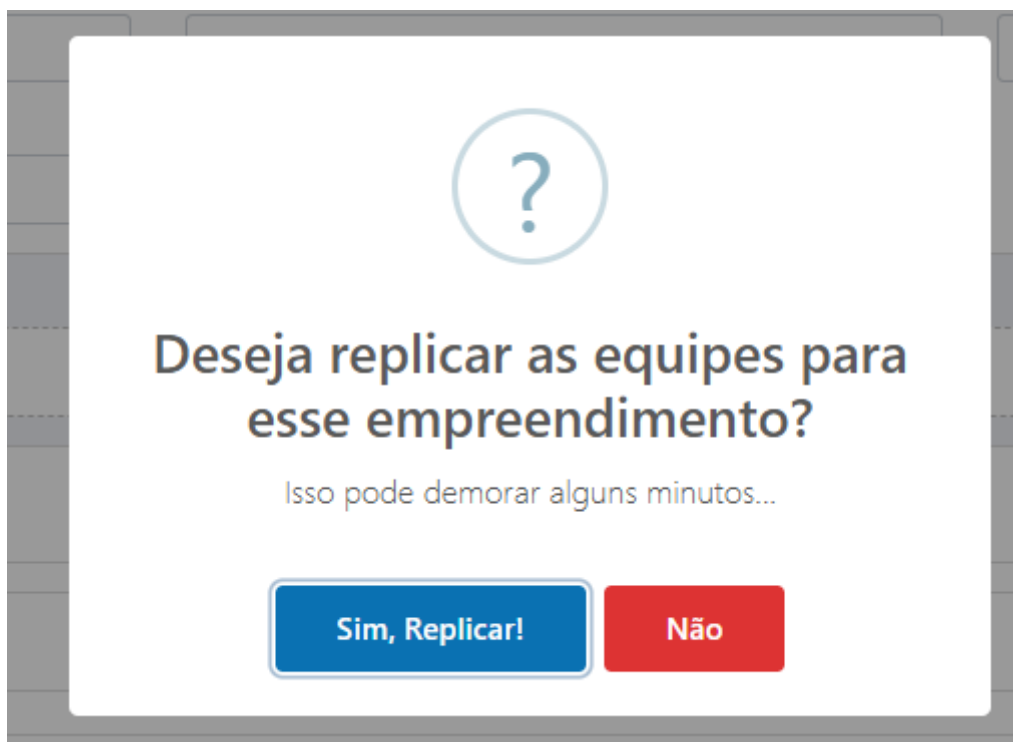 ?
Deseja replicar as equipes para
esse empreendimento?
Isso pode demorar alguns minutos...
Sim, Replicar!
Não